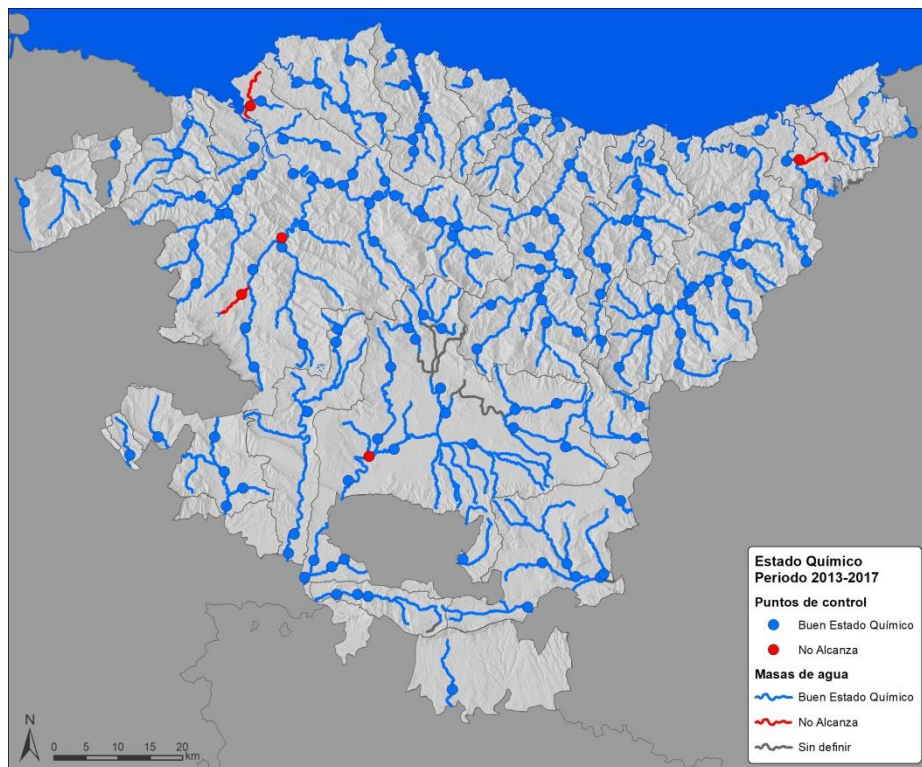 Estado Químico
Periodo 2013-2017
Puntos de control
Buen Estado Químico
No Alcanza
Masas de agua
Buen Estado Químico
No Alcanza
Sin definir
N
0 5 10 15 20
km